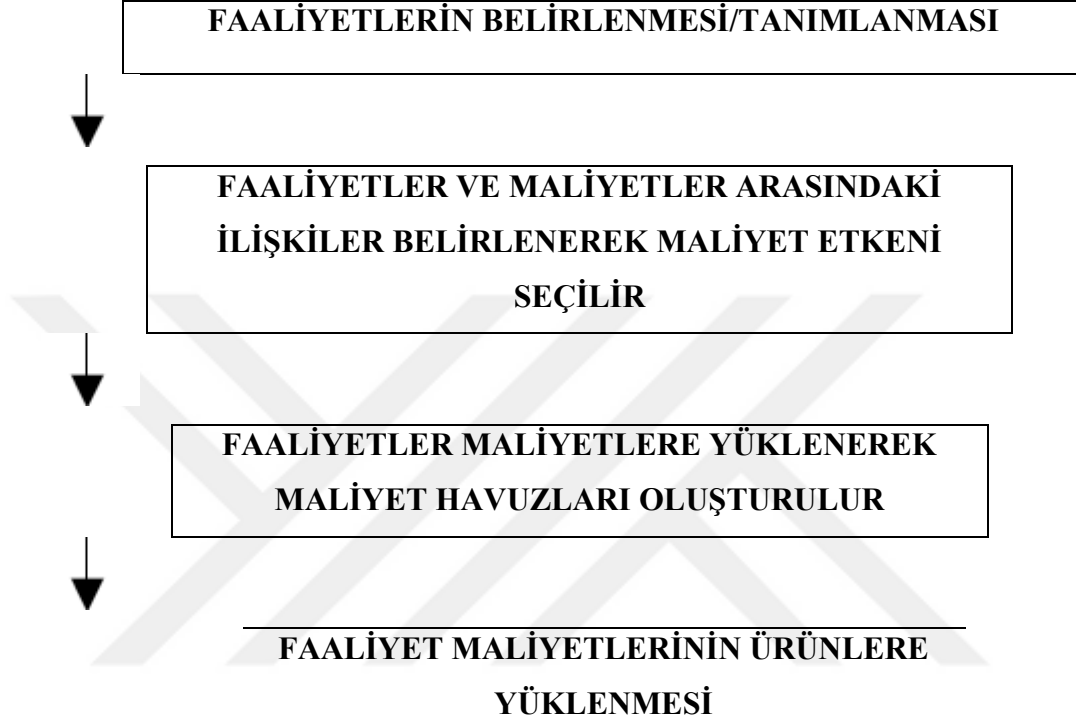 FAALİYETLERİN BELİRLENMESİ/TANIMLANMASI
FAALİYETLER VE MALİYETLER ARASINDAKİ
İLİŞKİLER BELİRLENEREK MALİYET ETKENİ
SEÇİLİR
FAALİYETLER MALİYETLERE YÜKLENEREK
MALİYET HAVUZLARI OLUŞTURULUR
FAALİYET MALİYETLERİNİN ÜRÜNLERE
YÜKLENMESİ